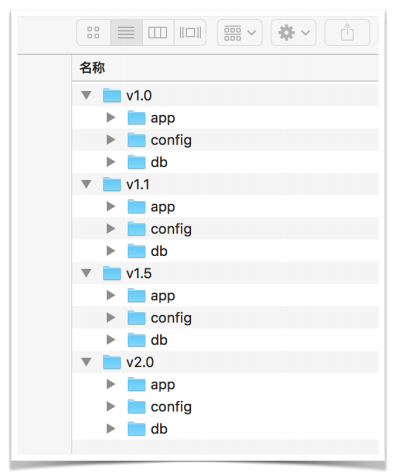 名称
v1.0
app
config
db
v1.1
app
config
db
v1.5
app
config
db
v2.0
app
config
db